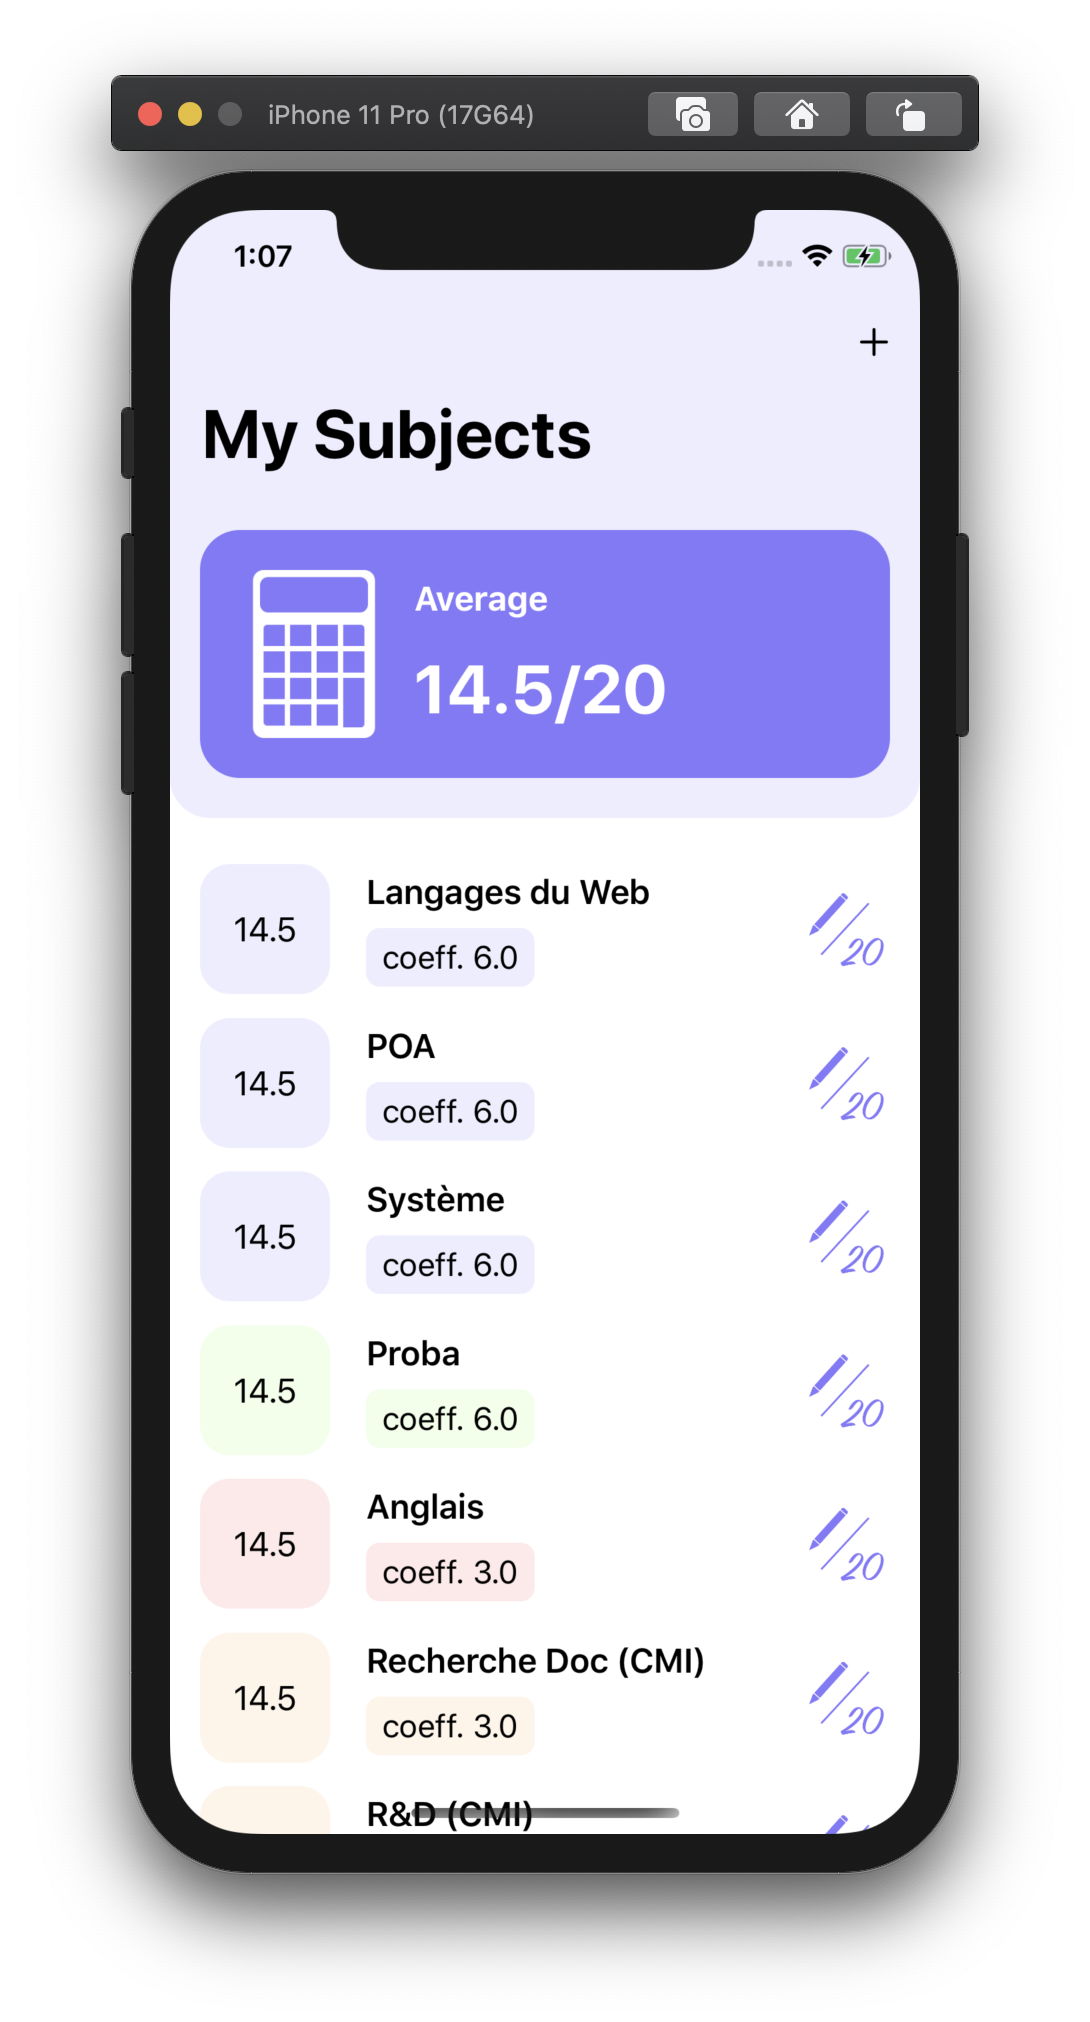 iPhone 11 Pro (17G64)
1:07
My Subjects
Average
14.5/20
14.5
Langages du Web
coeff. 6.0
20
14.5
POA
coeff. 6.0
20
14.5
Système
coeff. 6.0
20
14.5
Proba
coeff. 6.0
20
14.5
Anglais
coeff. 3.0
20
14.5
Recherche Doc (CMI)
coeff. 3.0
20
R&D (CMI)